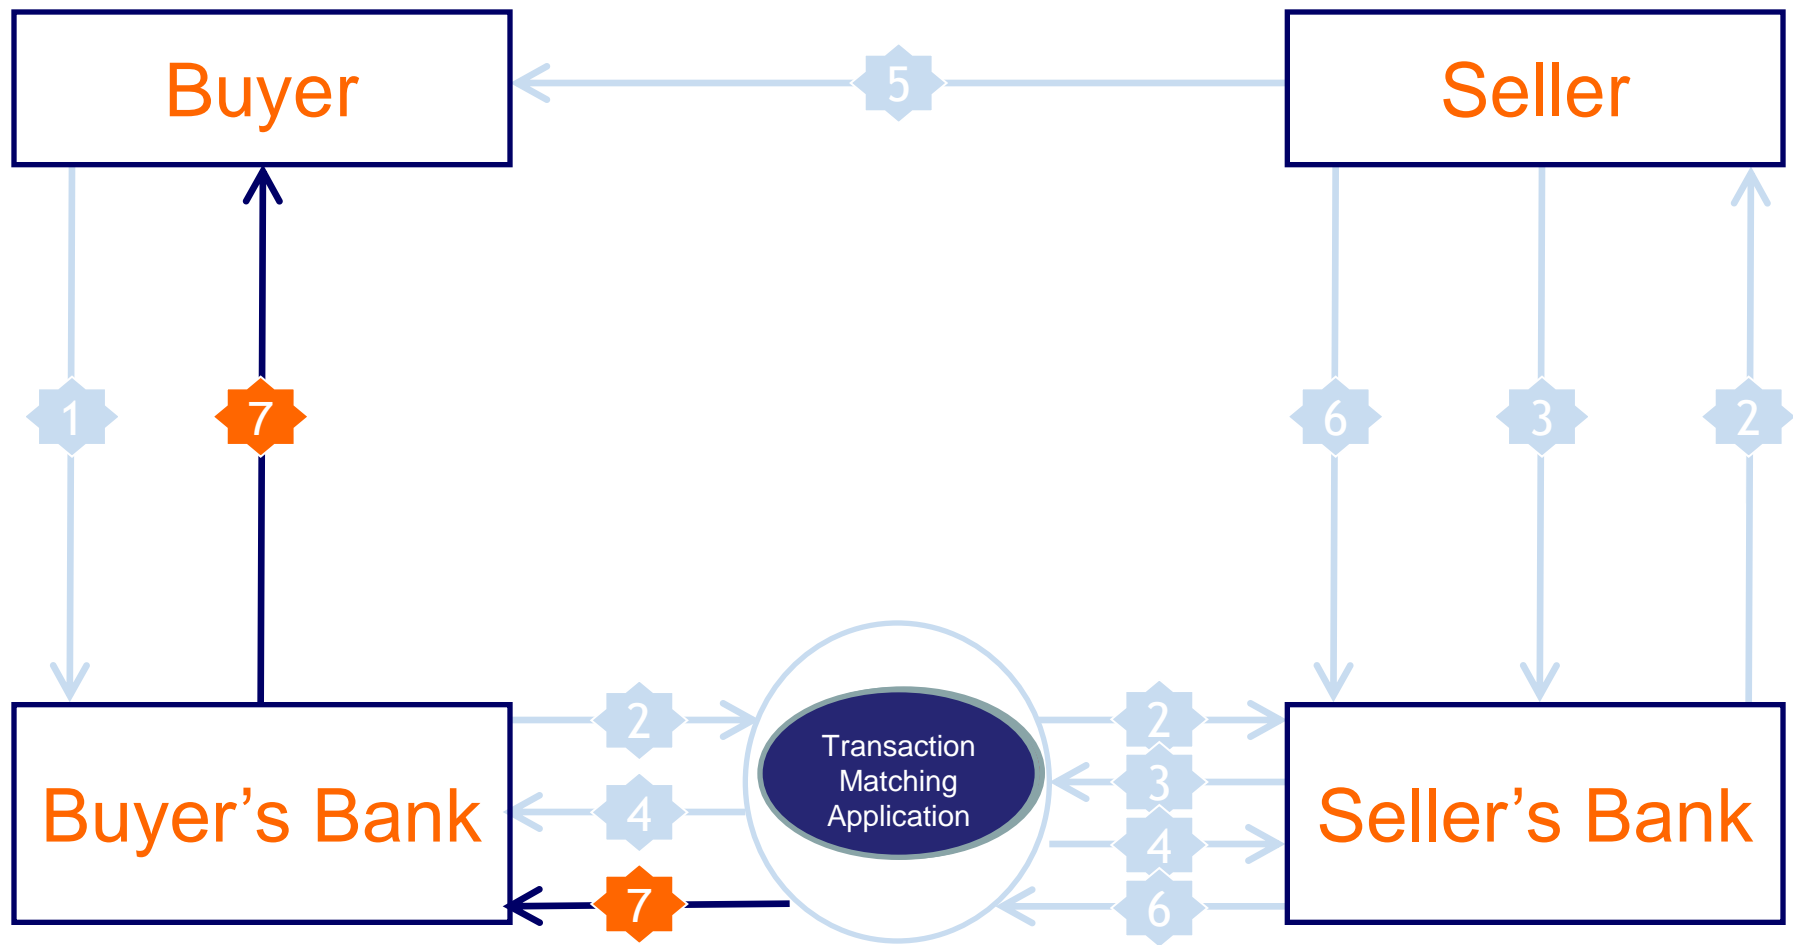 Buyer
5
Seller
1
7
6
3
2
2
2
Transaction
Matching
Application
3
4
4
Buyer’s Bank
Seller’s Bank
7
6